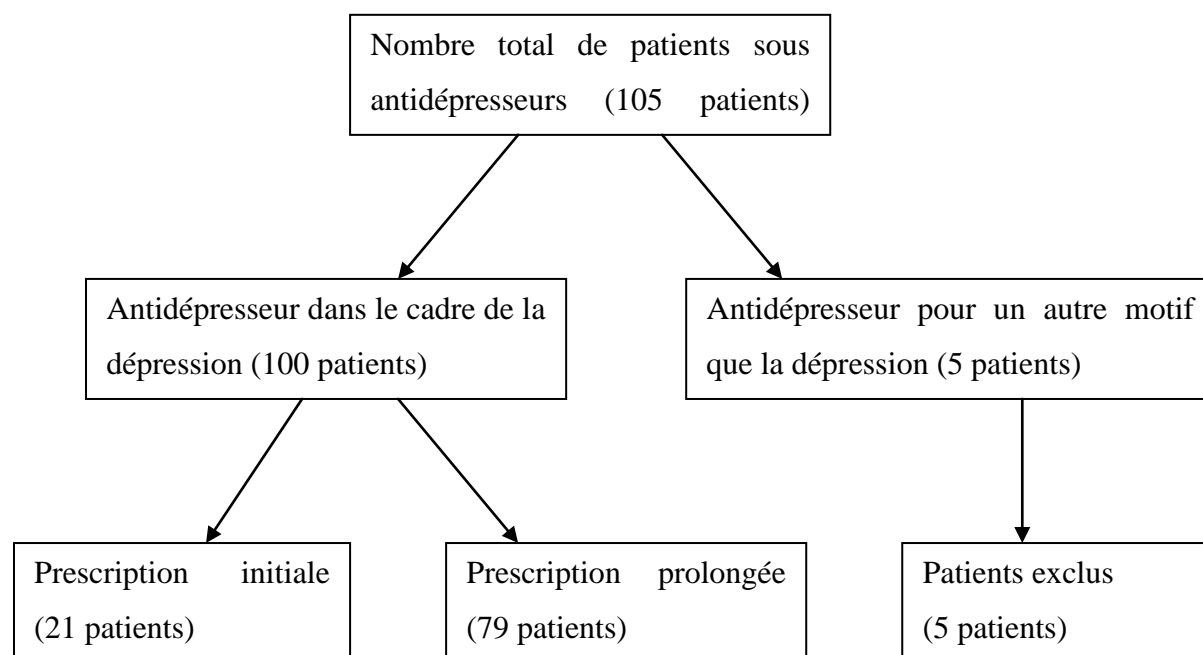 Nombre total de patients sous
antidépresseurs (105 patients)
Antidépresseur dans le cadre de la
dépression (100 patients)
Antidépresseur pour un autre motif
que la dépression (5 patients)
Prescription initiale
(21 patients)
Prescription prolongée
(79 patients)
Patients exclus
(5 patients)